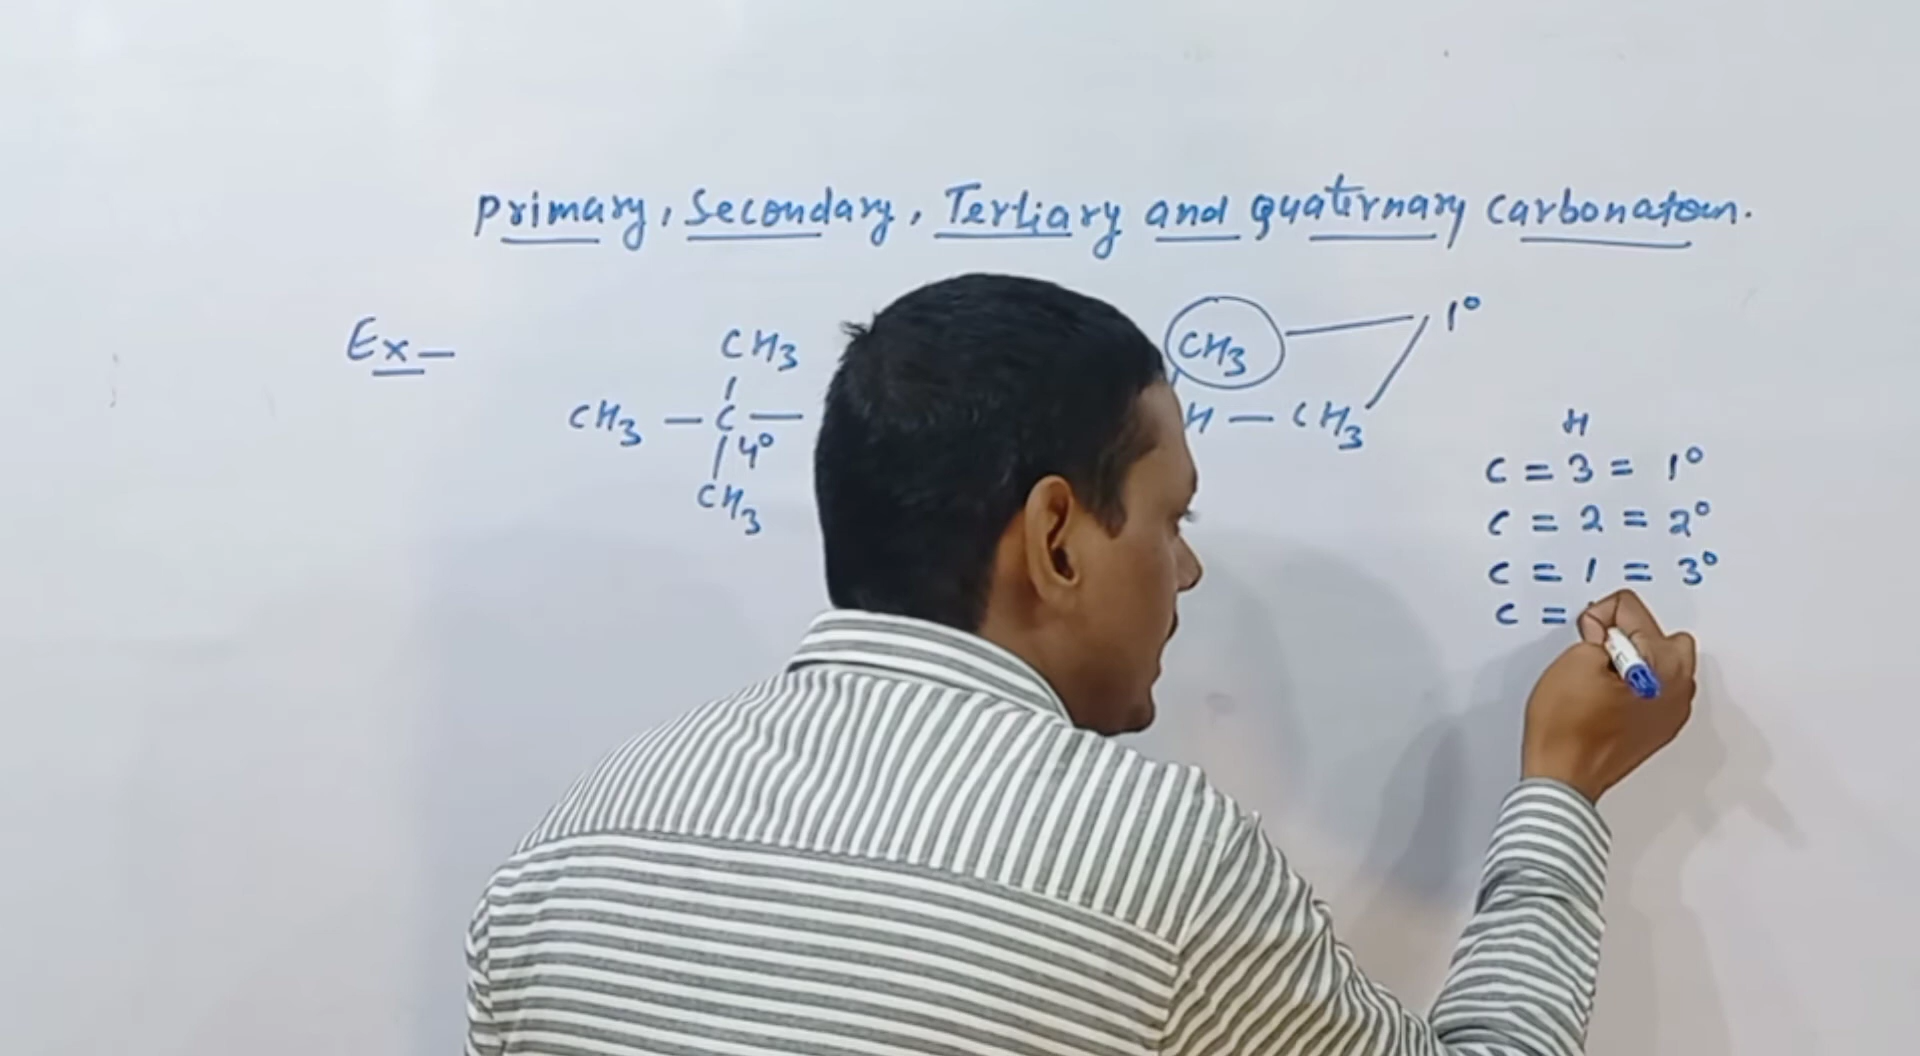 Primary, Secondary, Tertiary and Quaternary Carbonatom.
Ex—
CH3
CH3 1°
CH3 — C —
4°
H — CH3
CH3
H
C = 3 = 1°
C = 2 = 2°
C = 1 = 3°
C =